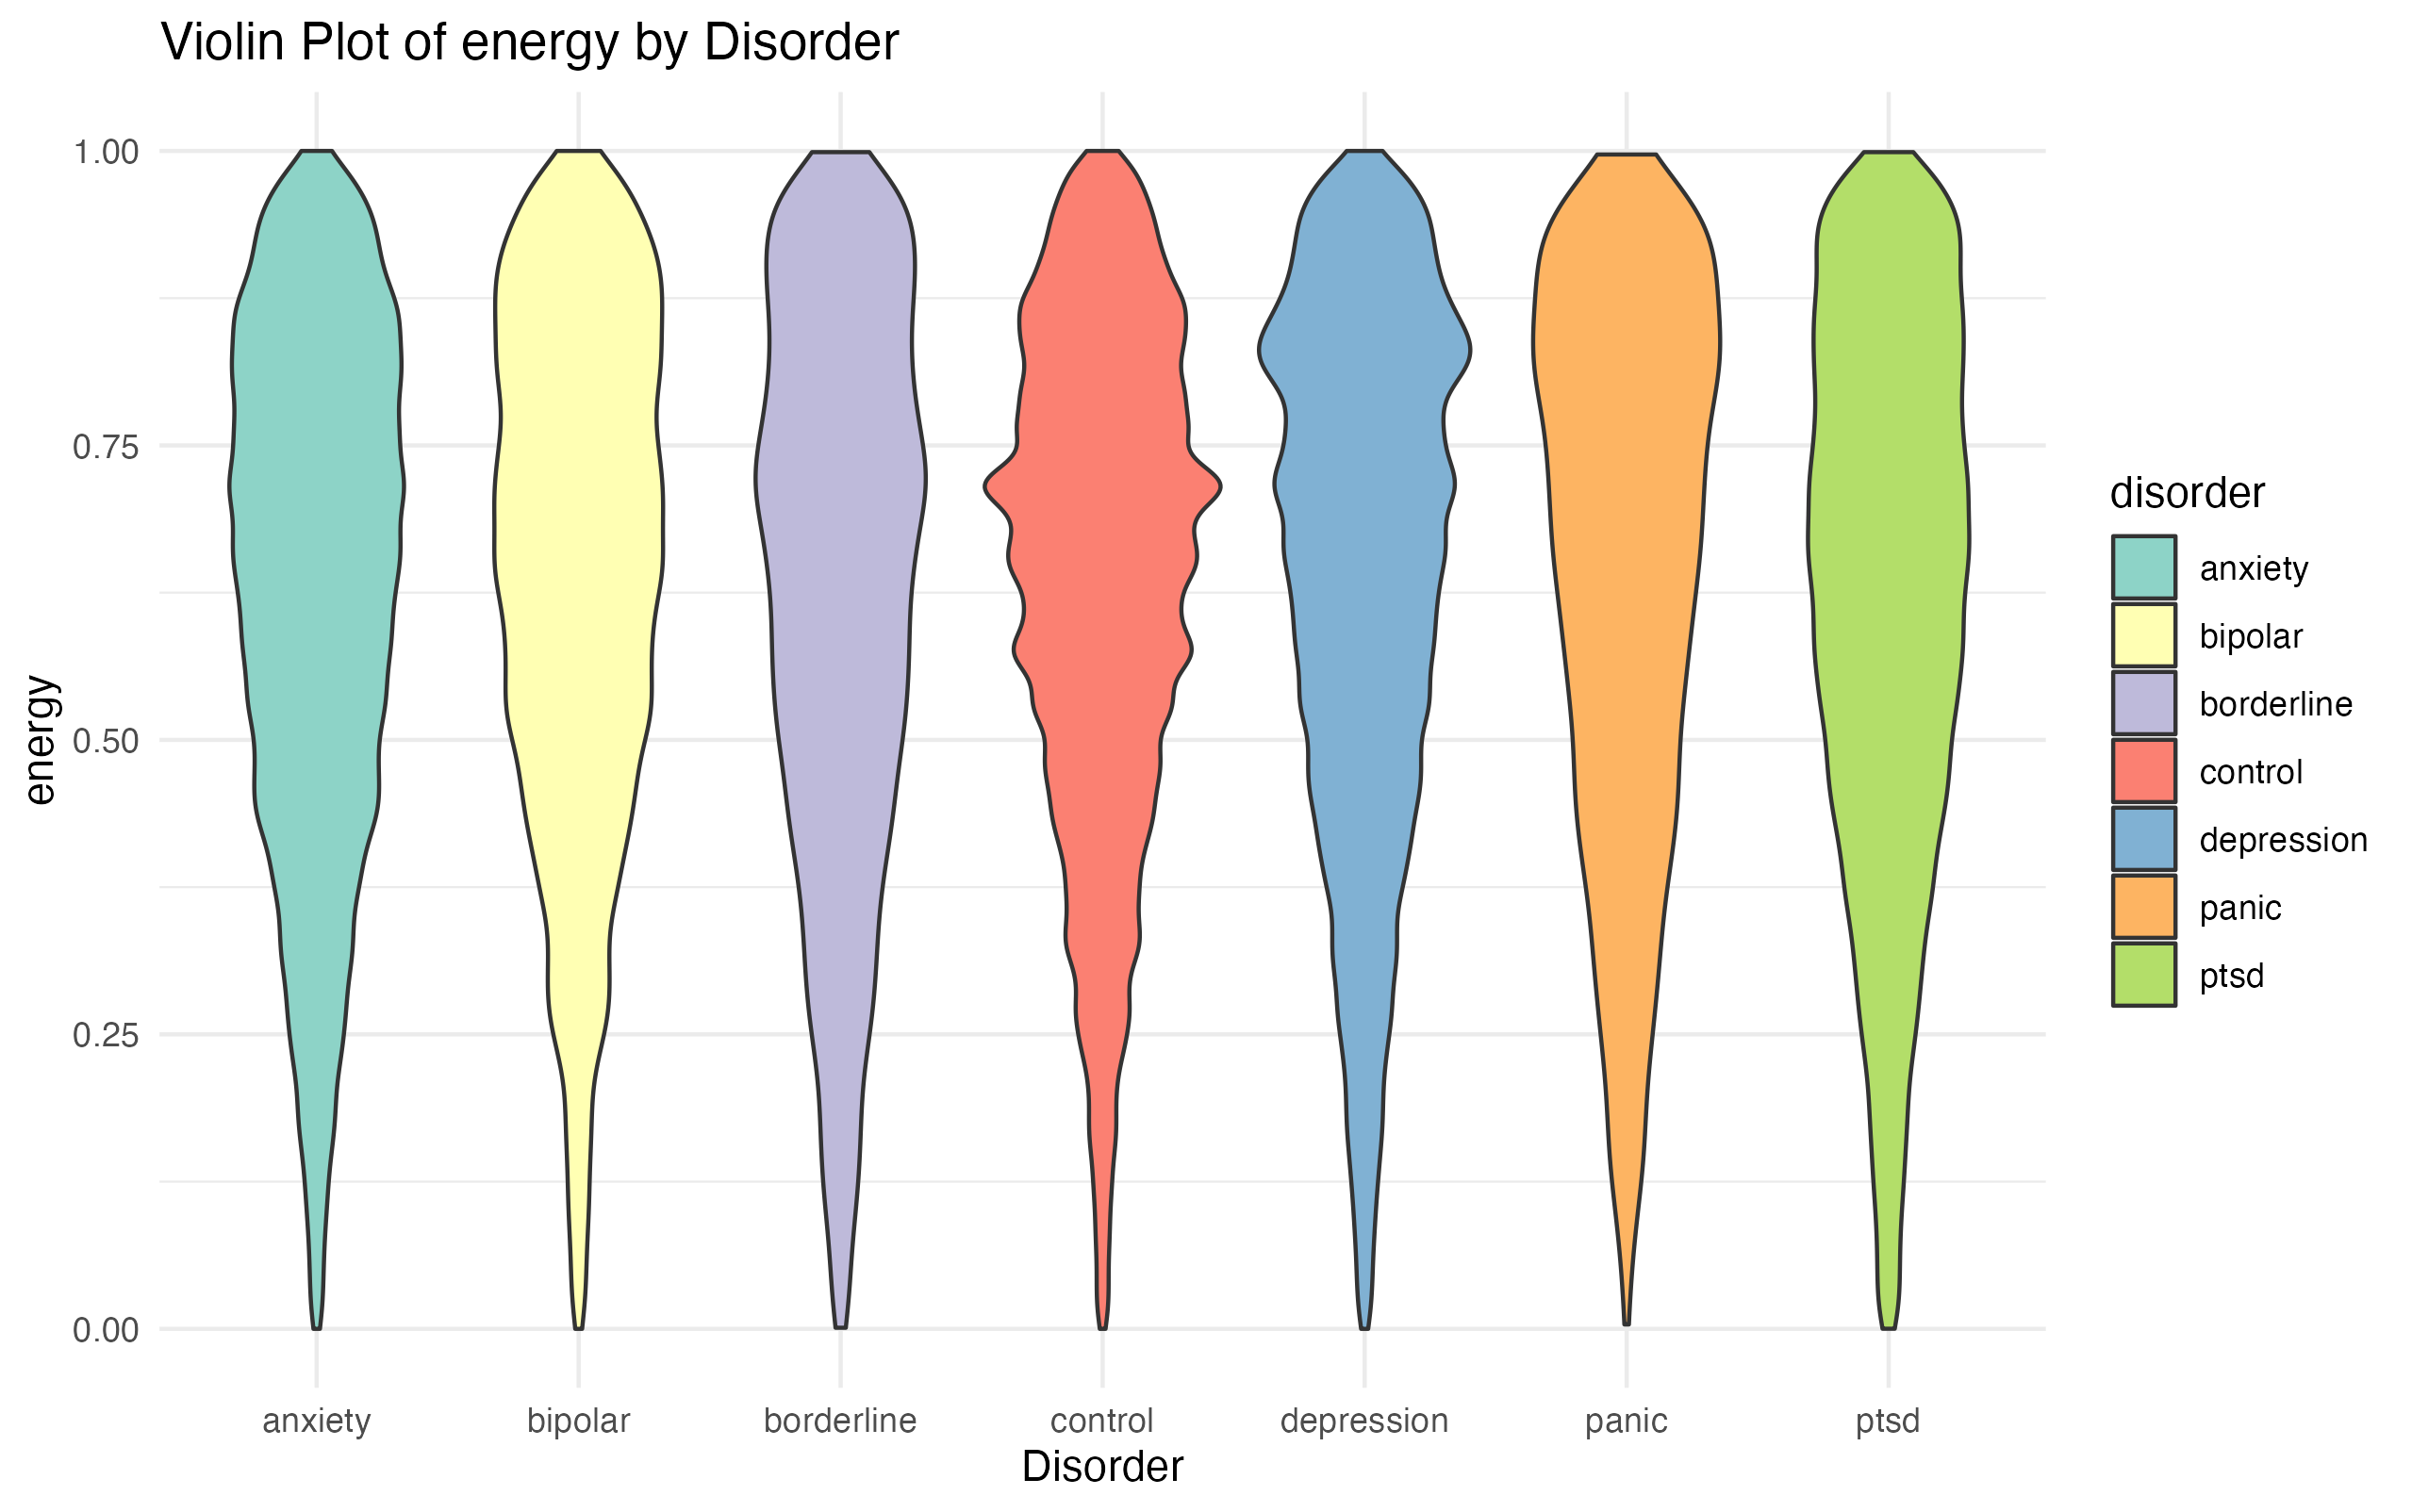 Violin Plot of energy by Disorder
1.00
0.75
0.50
0.25
0.00
energy
anxiety bipolar borderline control depression panic ptsd
Disorder
disorder
anxiety
bipolar
borderline
control
depression
panic
ptsd